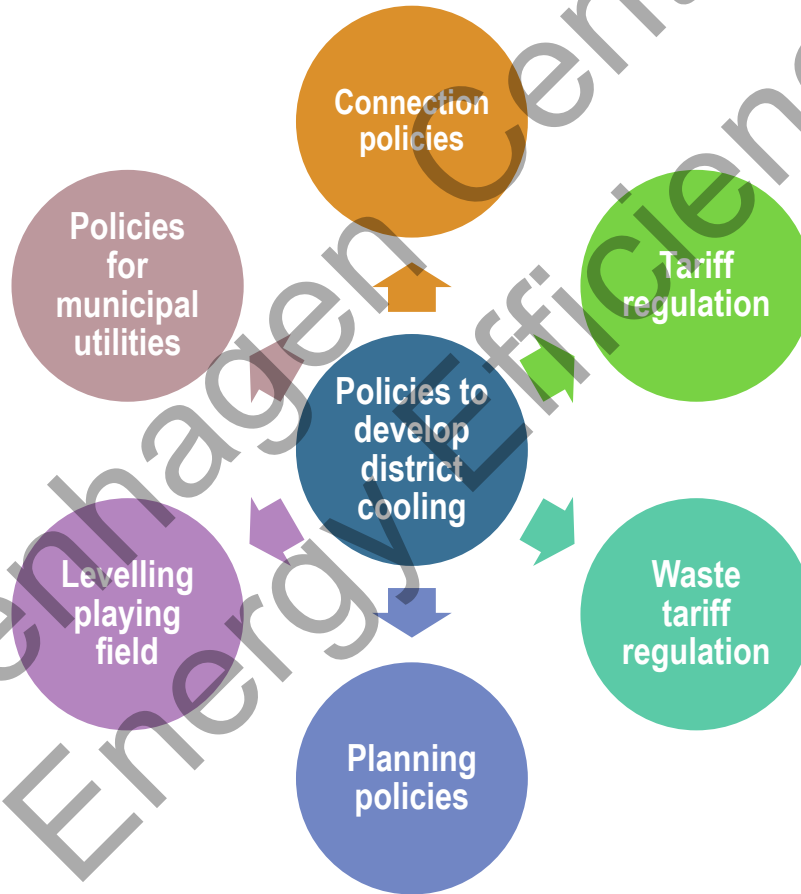 Connection
policies
Tariff
regulation
Waste
tariff
regulation
Planning
policies
Levelling
playing
field
Policies
for
municipal
utilities
Policies to
develop
district
cooling
Energy